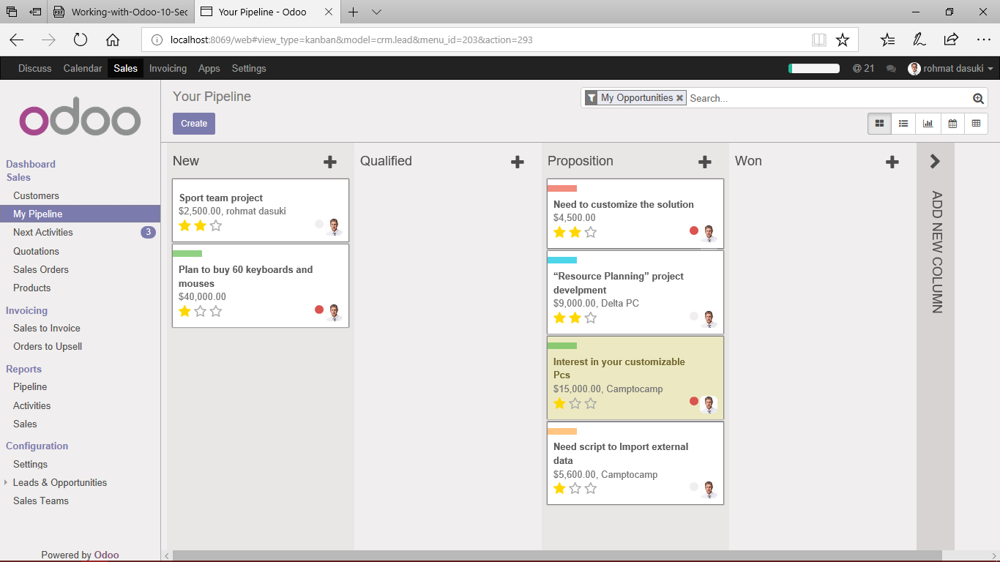 Working-with-Odoo-10-Sec
Your Pipeline - Odoo
localhost:8069/web#view_type=kanban&model=crm.lead&menu_id=203&action=293
Discuss Calendar Sales Invoicing Apps Settings
@ 21
rohmat dasuki
odoo
Dashboard
Sales
Customers
My Pipeline
Next Activities 3
Quotations
Sales Orders
Products
Invoicing
Sales to Invoice
Orders to Upsell
Reports
Pipeline
Activities
Sales
Configuration
Settings
Leads & Opportunities
Sales Teams
Powered by Odoo
Your Pipeline
My Opportunities
Search...
Create
New
Sport team project
$2,500.00, rohmat dasuki
Plan to buy 60 keyboards and
mouses
$40,000.00
Qualified
Proposition
Need to customize the solution
$4,500.00
“Resource Planning” project
develpment
$9,000.00, Delta PC
Interest in your customizable
Pcs
$15,000.00, Camptocamp
Need script to Import external
data
$5,600.00, Camptocamp
Won
ADD NEW COLUMN